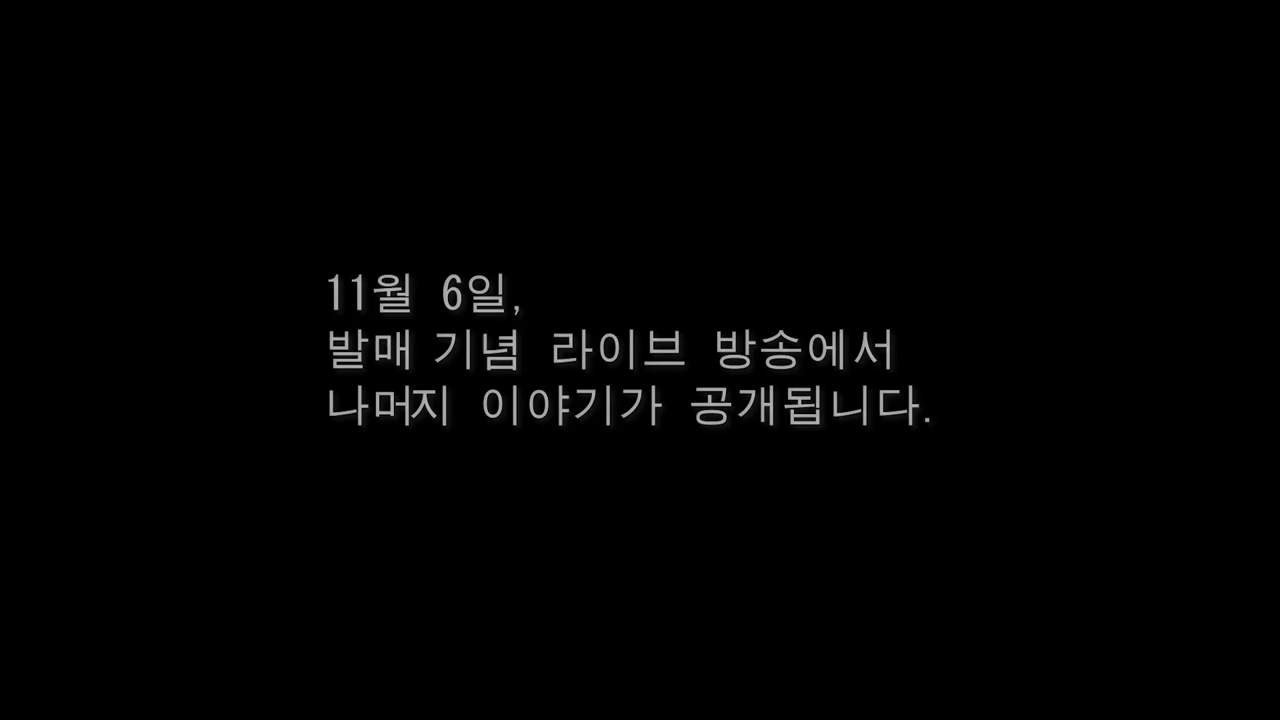 11월 6일,
발매 기념 라이브 방송에서
나머지 이야기가 공개됩니다.